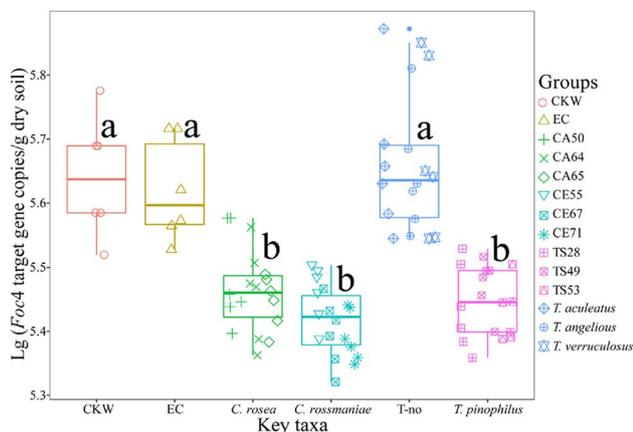 Lg (Foc4 target gene copies/g dry soil)
5.8
5.7
5.6
5.5
5.4
5.3
a
a
b
b
a
b
CKW
EC
C. rosea
C. rossmaniae
T-no
T. pinophilus
Key taxa
Groups
CKW
EC
CA50
CA64
CA65
CE55
CE67
CE71
TS28
TS49
TS53
T. aculeatus
T. angelious
T. verruculosus